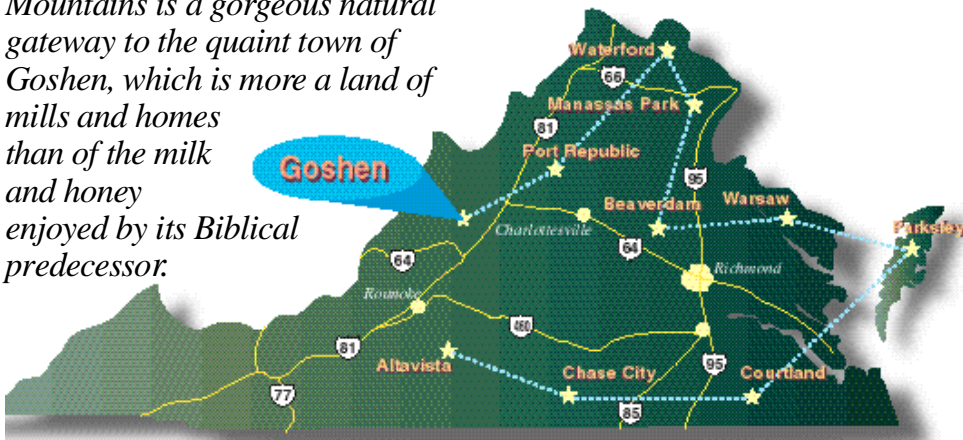 Mountains is a gorgeous natural
gateway to the quaint town of
Goshen, which is more a land of
mills and homes
than of the milk
and honey
enjoyed by its Biblical
predecessor.
Waterford
66
Manassas Park
81
Port Republic
Goshen
95
Beaverdam
Warsaw
Charlottesville
Parksley
64
64
Richmond
Roanoke
460
81
Altavista
Chase City
95
Courtland
77
85